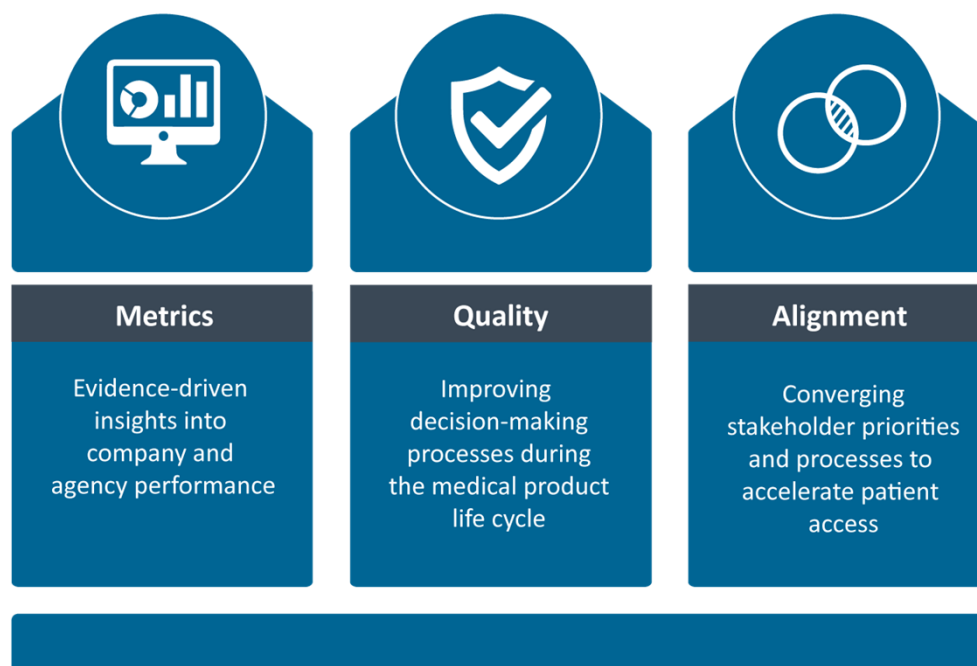 Metrics
Evidence-driven
insights into
company and
agency performance
Quality
Improving
decision-making
processes during
the medical product
life cycle
Alignment
Converging
stakeholder priorities
and processes to
accelerate patient
access